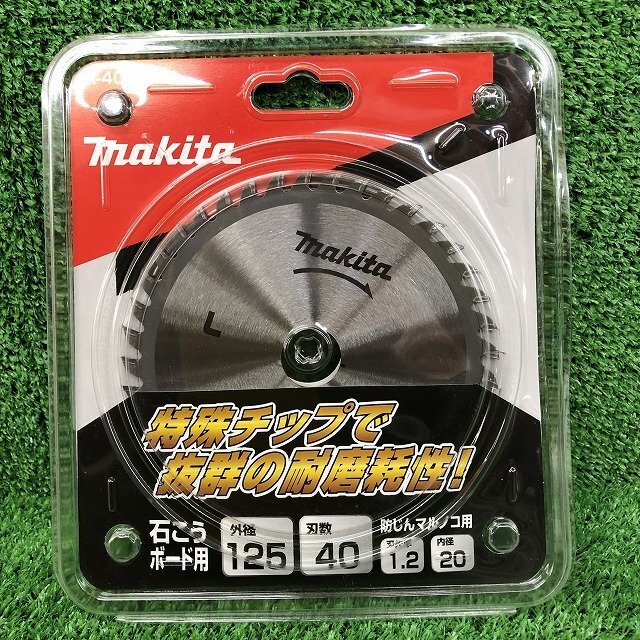 -40
makita
makita
L
特殊チップで
抜群の耐磨耗性!
石こう
ボード用
外径
125
刃数
40
防じんマルノコ用
1.2
内径
20